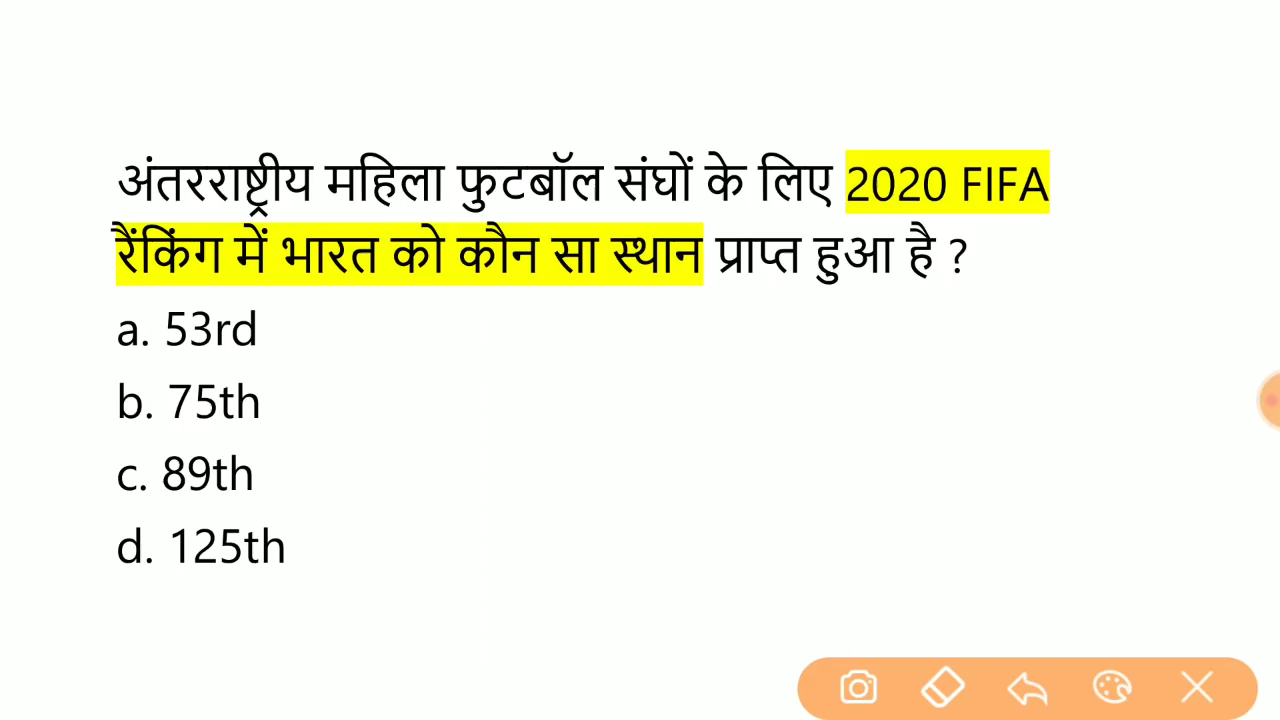 अंतरराष्ट्रीय महिला फुटबॉल संघों के लिए 2020 FIFA
रैंकिंग में भारत को कौन सा स्थान प्राप्त हुआ है ?
a. 53rd
b. 75th
c. 89th
d. 125th